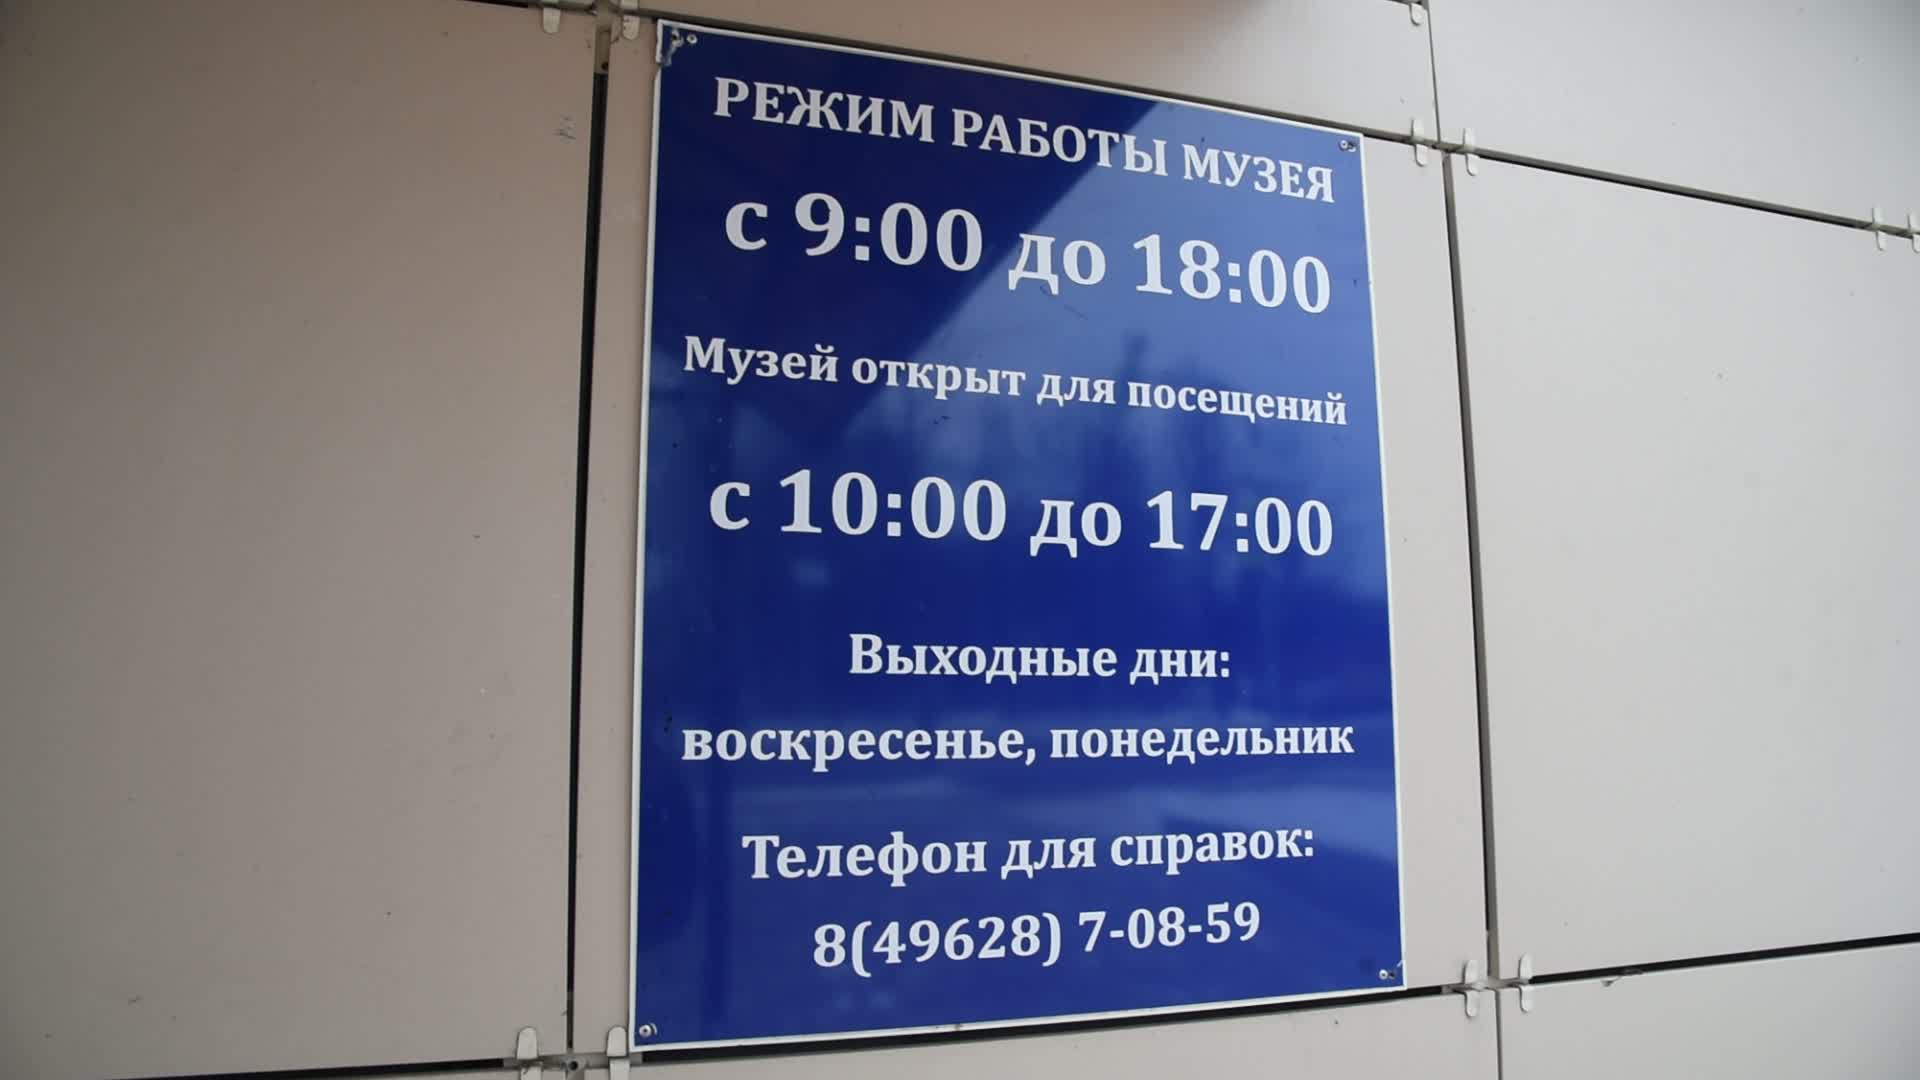 РЕЖИМ РАБОТЫ МУЗЕЯ
с 9:00 до 18:00
Музей открыт для посещений
с 10:00 до 17:00
Выходные дни:
воскресенье, понедельник
Телефон для справок:
8(49628) 7-08-59